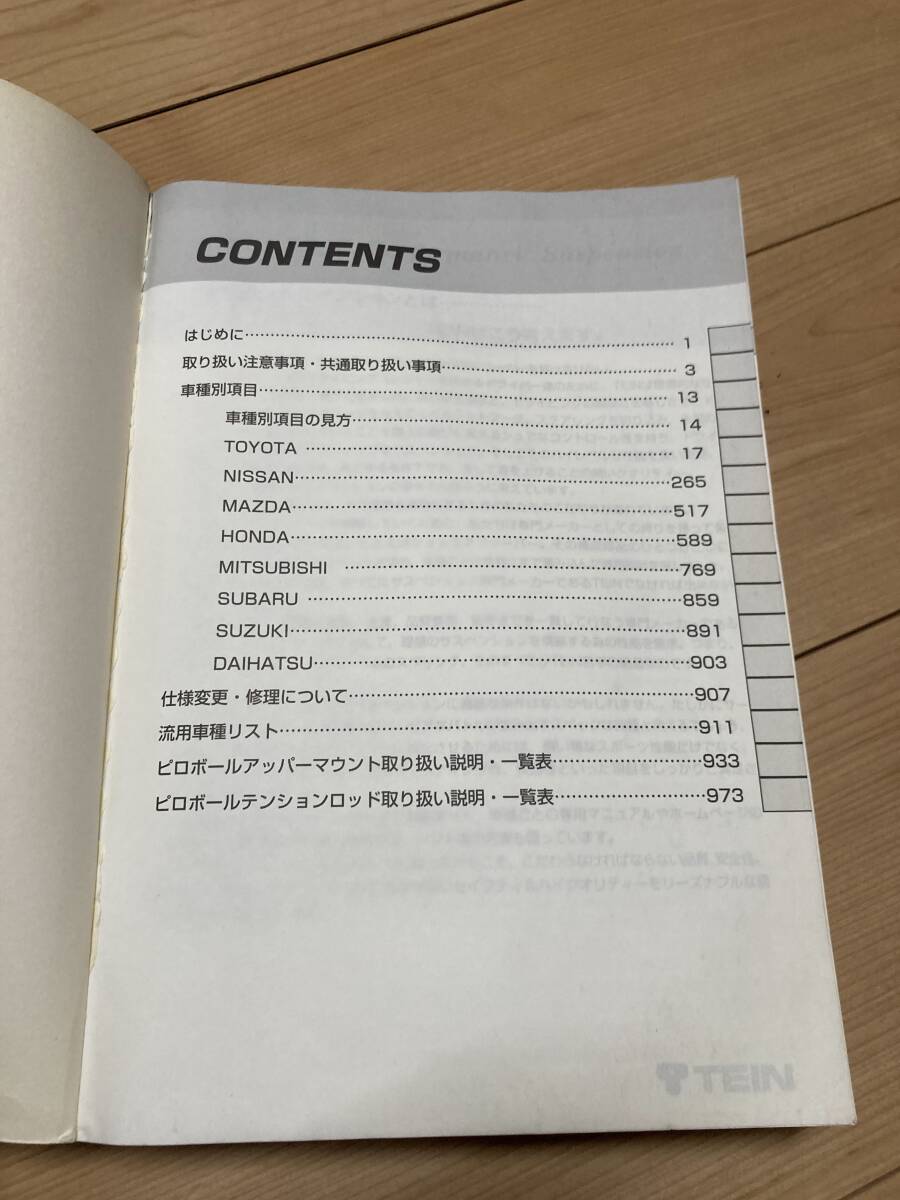 CONTENTS
はじめに 1
取り扱い注意事項・共通取り扱い事項 3
車種別項目 13
車種別項目の見方 14
TOYOTA 17
NISSAN 265
MAZDA 517
HONDA 589
MITSUBISHI 769
SUBARU 859
SUZUKI 891
DAIHATSU 903
仕様変更・修理について 907
流用車種リスト 911
ピロボールアッパーマウント取り扱い説明・一覧表 933
ピロボールテンションロッド取り扱い説明・一覧表 973
TEIN